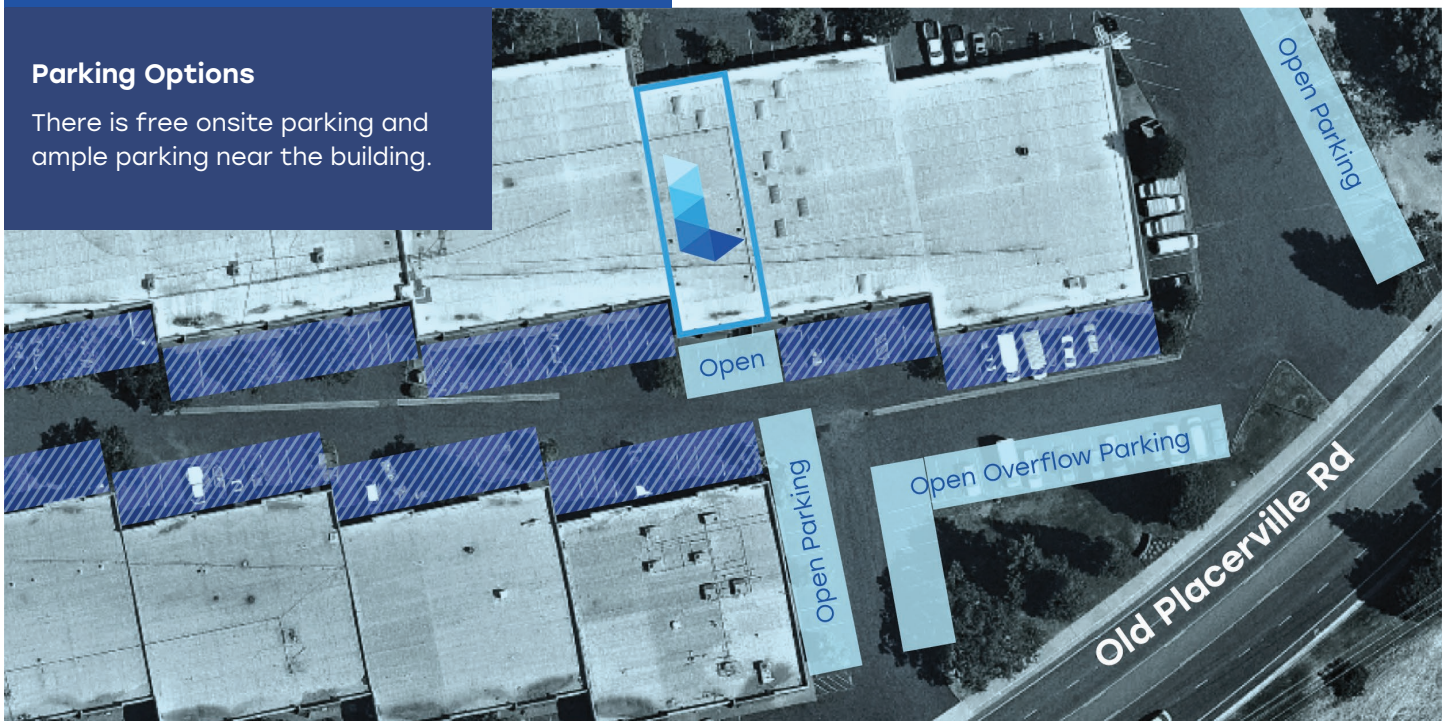 Parking Options
There is free onsite parking and
ample parking near the building.
Open Parking
Open
Open Overflow Parking
Open Parking
Old Placerville Rd